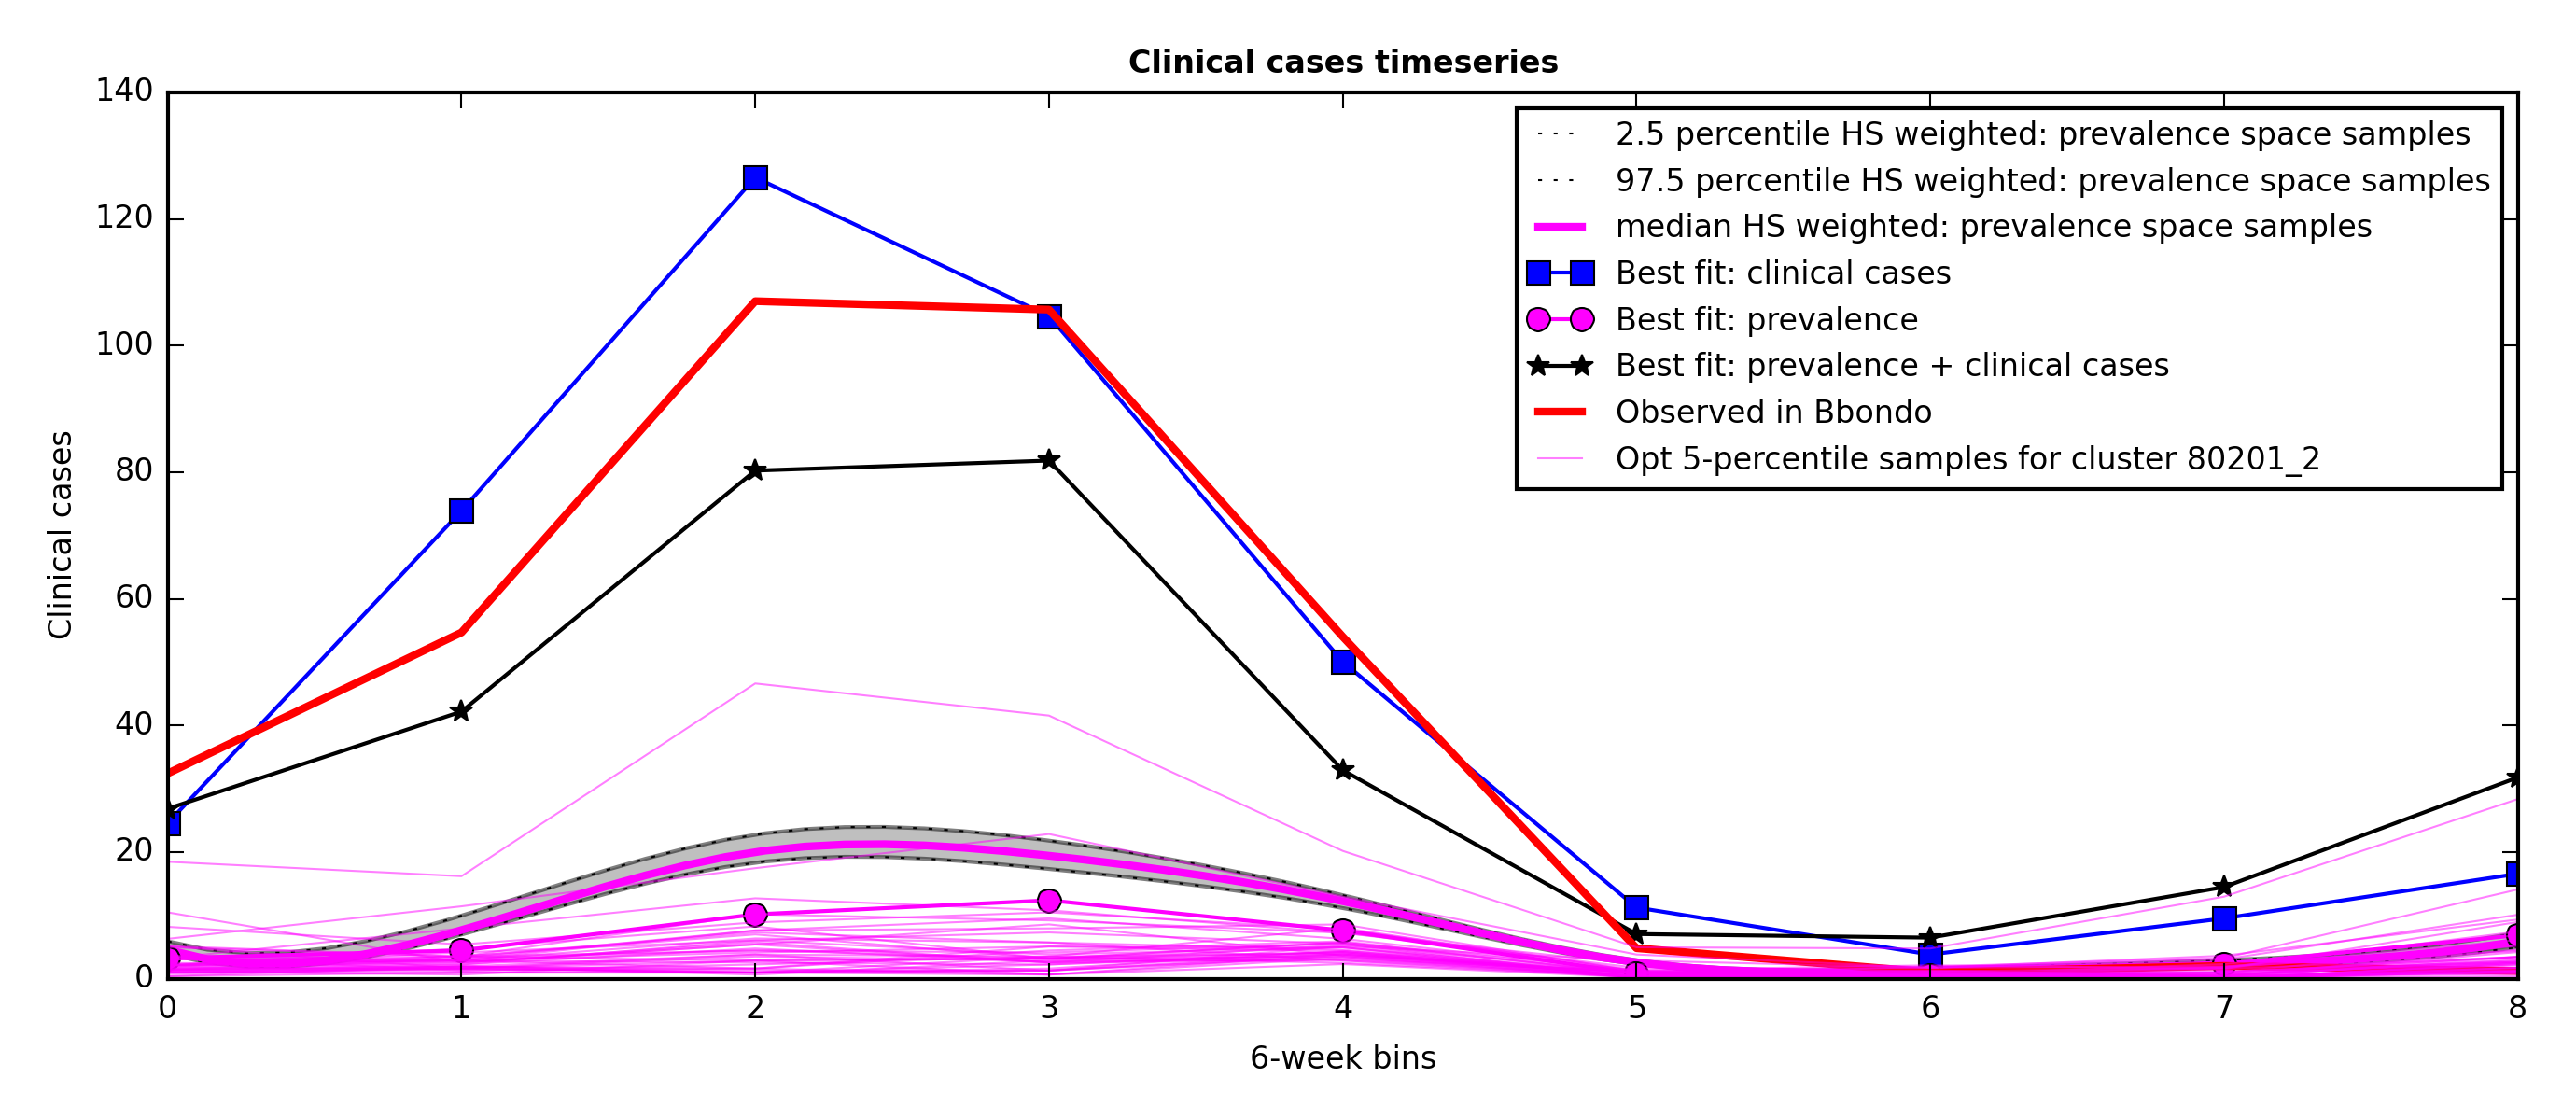 Clinical cases timeseries
140
120
100
80
60
40
20
0
Clinical cases
2.5 percentile HS weighted: prevalence space samples
97.5 percentile HS weighted: prevalence space samples
median HS weighted: prevalence space samples
Best fit: clinical cases
Best fit: prevalence
Best fit: prevalence + clinical cases
Observed in Bbondo
Opt 5-percentile samples for cluster 80201_2
0 1 2 3 4 5 6 7 8
6-week bins